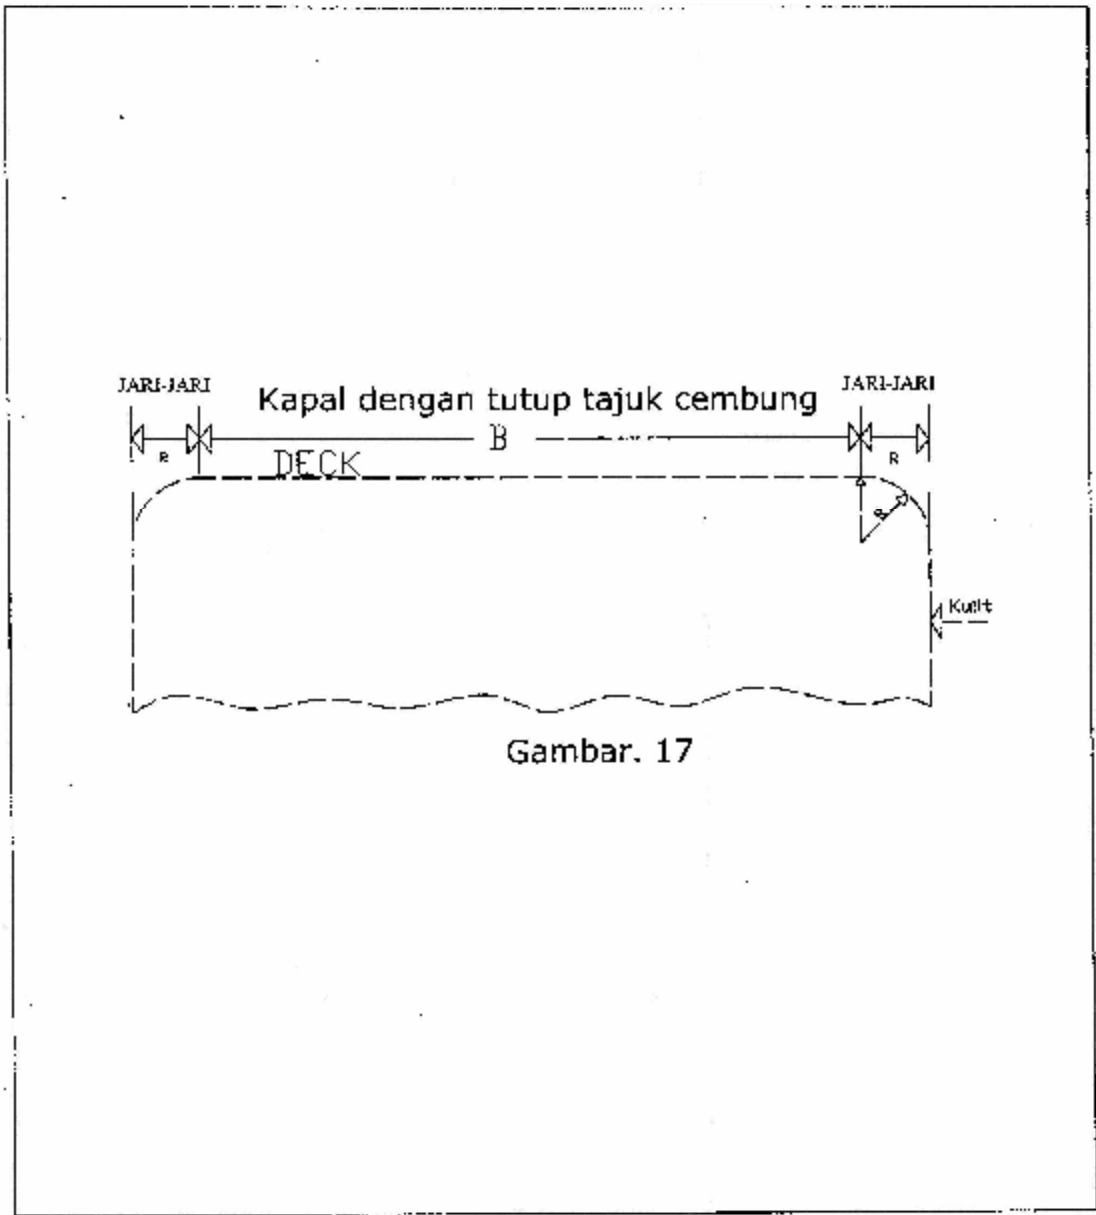 JARI-JARI JARI-JARI
Kapal dengan tutup tajuk cembung
R B R
DECK
R
Kulit
Gambar. 17